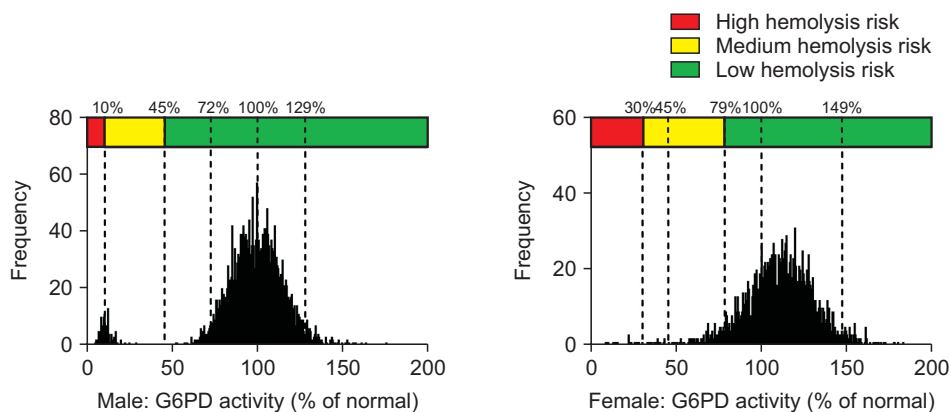 High hemolysis risk
Medium hemolysis risk
Low hemolysis risk
10% 45% 72% 100% 129%
80
60
40
20
0
Frequency
0 50 100 150 200
Male: G6PD activity (% of normal)
30% 45% 79% 100% 149%
60
40
20
0
Frequency
0 50 100 150 200
Female: G6PD activity (% of normal)